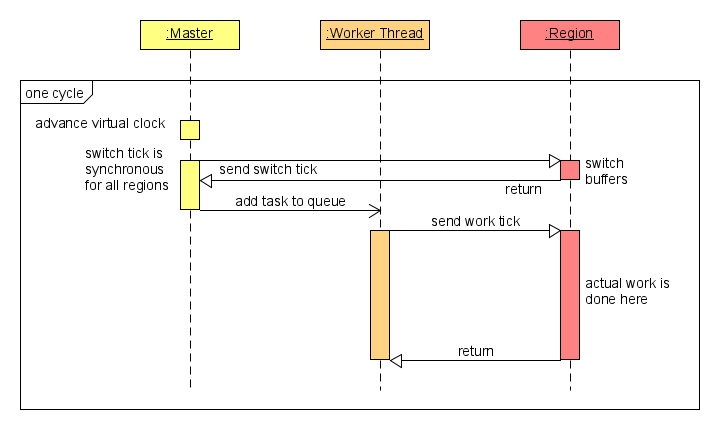 :Master
:Worker Thread
:Region
one cycle
advance virtual clock
switch tick is
synchronous
for all regions
send switch tick
switch
buffers
return
add task to queue
send work tick
actual work is
done here
return